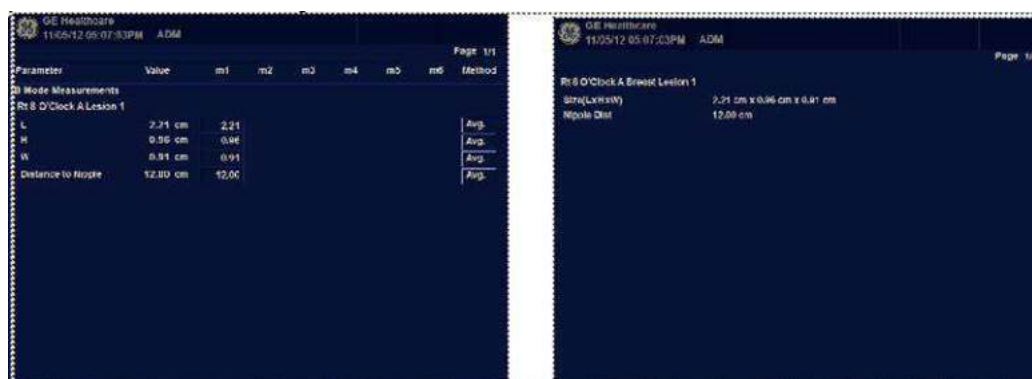 GE Healthcare
11/05/12 05:07:53PM ADM
Page 1/1
Parameter Value m1 m2 m3 m4 m5 m6 Method
B Mode Measurements
Rt 8 O'Clock A Lesion 1
L 2.21 cm 2.21 Avg.
H 0.96 cm 0.96 Avg.
W 0.91 cm 0.91 Avg.
Distance to Nipple 12.00 cm 12.00 Avg.
GE Healthcare
11/05/12 05:07:03PM ADM
Page
Rt 8 O'Clock A Breast Lesion 1
Size(LxHxW) 2.21 cm x 0.96 cm x 0.91 cm
Nipple Dist 12.00 cm